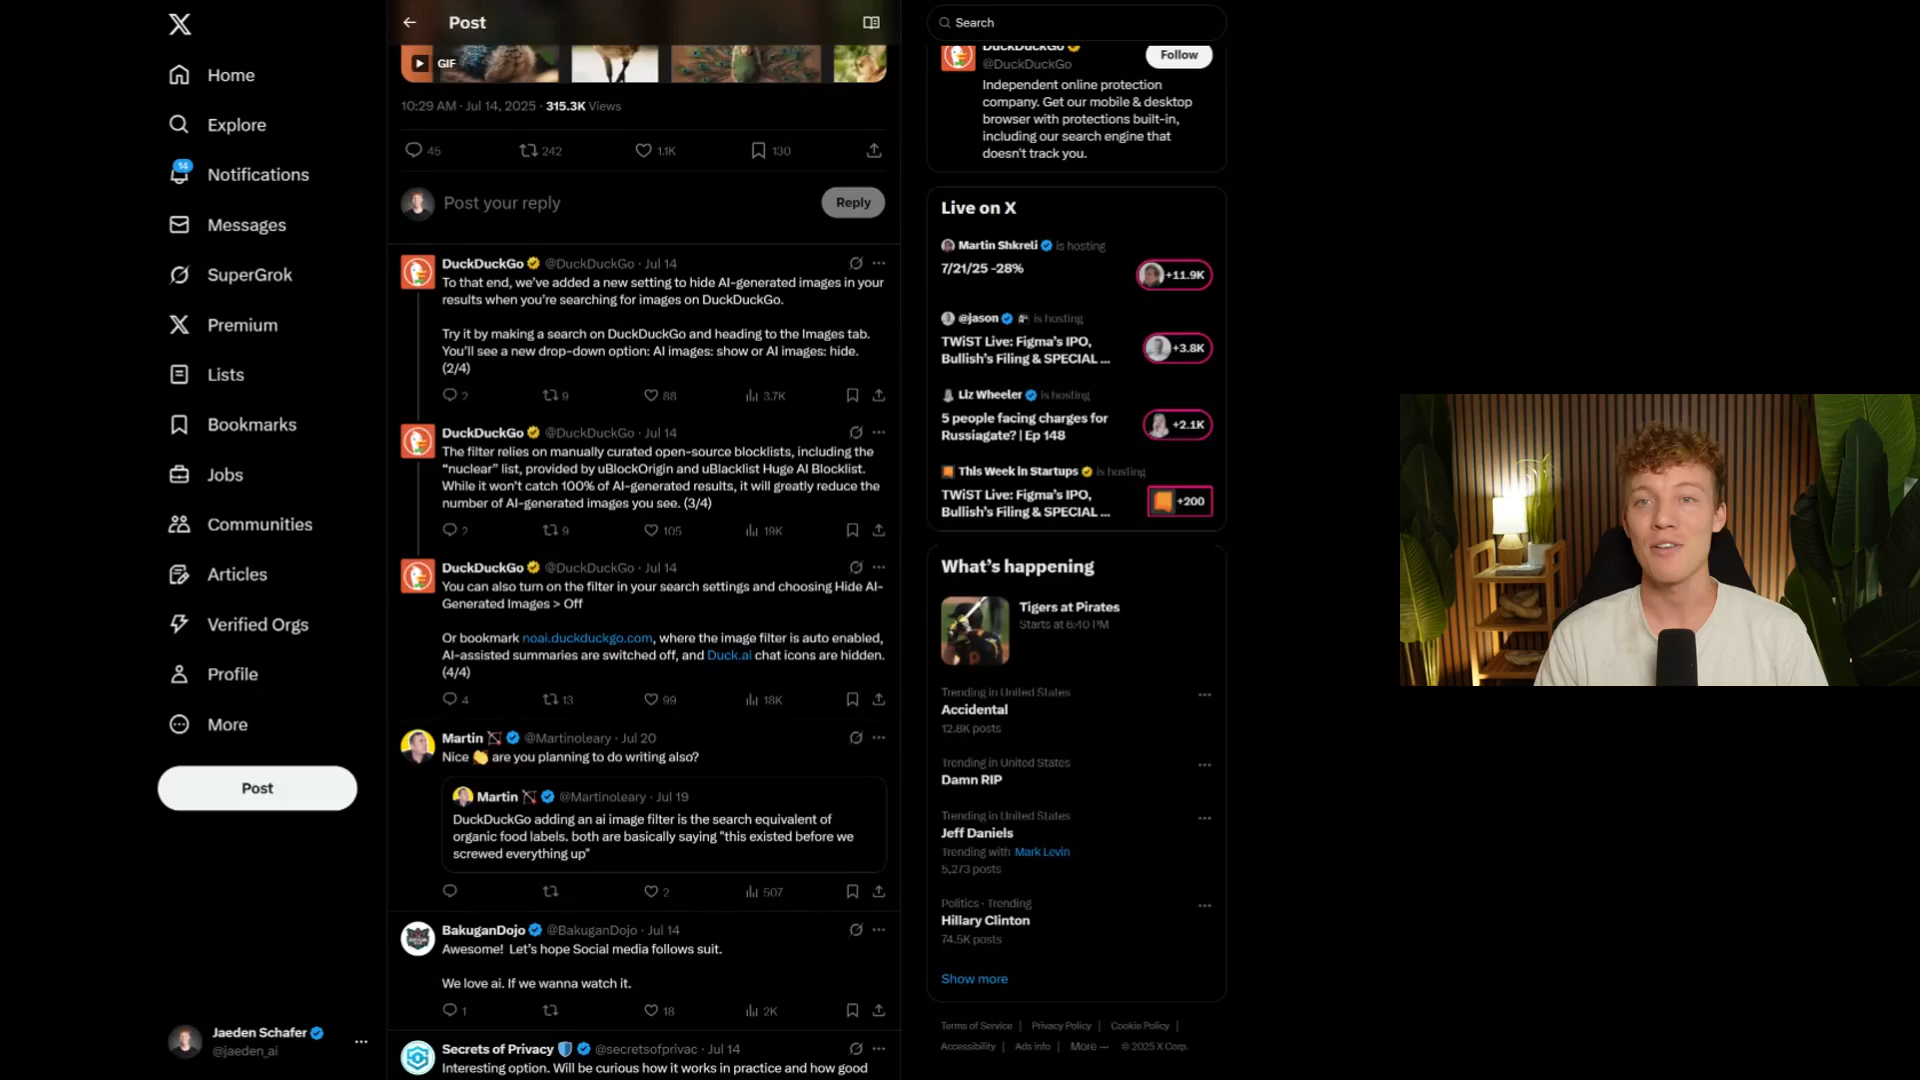 Home
Explore
14
Notifications
Messages
SuperGrok
Premium
Lists
Bookmarks
Jobs
Communities
Articles
Verified Orgs
Profile
More
Post
Jaeden Schafer
@jaeden_ai
Post
GIF
10:29 AM · Jul 14, 2025 · 315.3K Views
45 242 1.1K 130
Post your reply
Reply
DuckDuckGo @DuckDuckGo · Jul 14
To that end, we've added a new setting to hide AI-generated images in your
results when you're searching for images on DuckDuckGo.
Try it by making a search on DuckDuckGo and heading to the Images tab.
You'll see a new drop-down option: AI images: show or AI images: hide.
(2/4)
2 9 88 3.7K
DuckDuckGo @DuckDuckGo · Jul 14
The filter relies on manually curated open-source blocklists, including the
“nuclear” list, provided by uBlockOrigin and uBlacklist Huge AI Blocklist.
While it won't catch 100% of AI-generated results, it will greatly reduce the
number of AI-generated images you see. (3/4)
2 9 105 19K
DuckDuckGo @DuckDuckGo · Jul 14
You can also turn on the filter in your search settings and choosing Hide AI-
Generated Images > Off
Or bookmark noai.duckduckgo.com, where the image filter is auto enabled,
AI-assisted summaries are switched off, and Duck.ai chat icons are hidden.
(4/4)
4 13 99 18K
Martin @Martinoleary · Jul 20
Nice 👏 are you planning to do writing also?
Martin @Martinoleary · Jul 19
DuckDuckGo adding an ai image filter is the search equivalent of
organic food labels. both are basically saying "this existed before we
screwed everything up"
2 507
BakuganDojo @BakuganDojo · Jul 14
Awesome! Let's hope Social media follows suit.
We love ai. If we wanna watch it.
1 18 2K
Secrets of Privacy @secretsofprivac · Jul 14
Interesting option. Will be curious how it works in practice and how good
Search
DuckDuckGo
@DuckDuckGo
Follow
Independent online protection
company. Get our mobile & desktop
browser with protections built-in,
including our search engine that
doesn't track you.
Live on X
Martin Shkreli is hosting
7/21/25 -28%
+11.9K
@jason is hosting
TWiST Live: Figma's IPO,
Bullish's Filing & SPECIAL ...
+3.8K
Liz Wheeler is hosting
5 people facing charges for
Russiagate? | Ep 148
+2.1K
This Week in Startups is hosting
TWiST Live: Figma's IPO,
Bullish's Filing & SPECIAL ...
+200
What's happening
Tigers at Pirates
Starts at 6:40 PM
Trending in United States
Accidental
12.8K posts
Trending in United States
Damn RIP
Trending in United States
Jeff Daniels
Trending with Mark Levin
5,273 posts
Politics · Trending
Hillary Clinton
74.5K posts
Show more
Terms of Service | Privacy Policy | Cookie Policy |
Accessibility | Ads info | More ··· © 2025 X Corp.